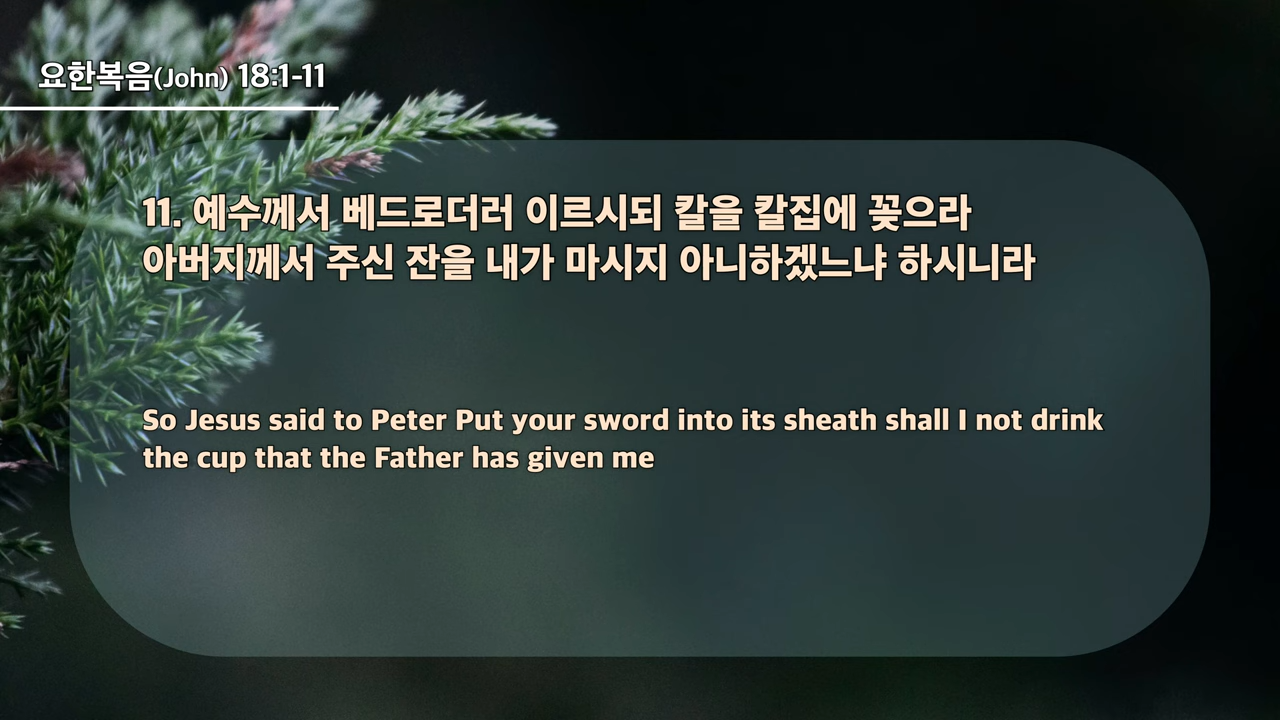 요한복음(John) 18:1-11
11. 예수께서 베드로더러 이르시되 칼을 칼집에 꽂으라
아버지께서 주신 잔을 내가 마시지 아니하겠느냐 하시니라
So Jesus said to Peter Put your sword into its sheath shall I not drink
the cup that the Father has given me